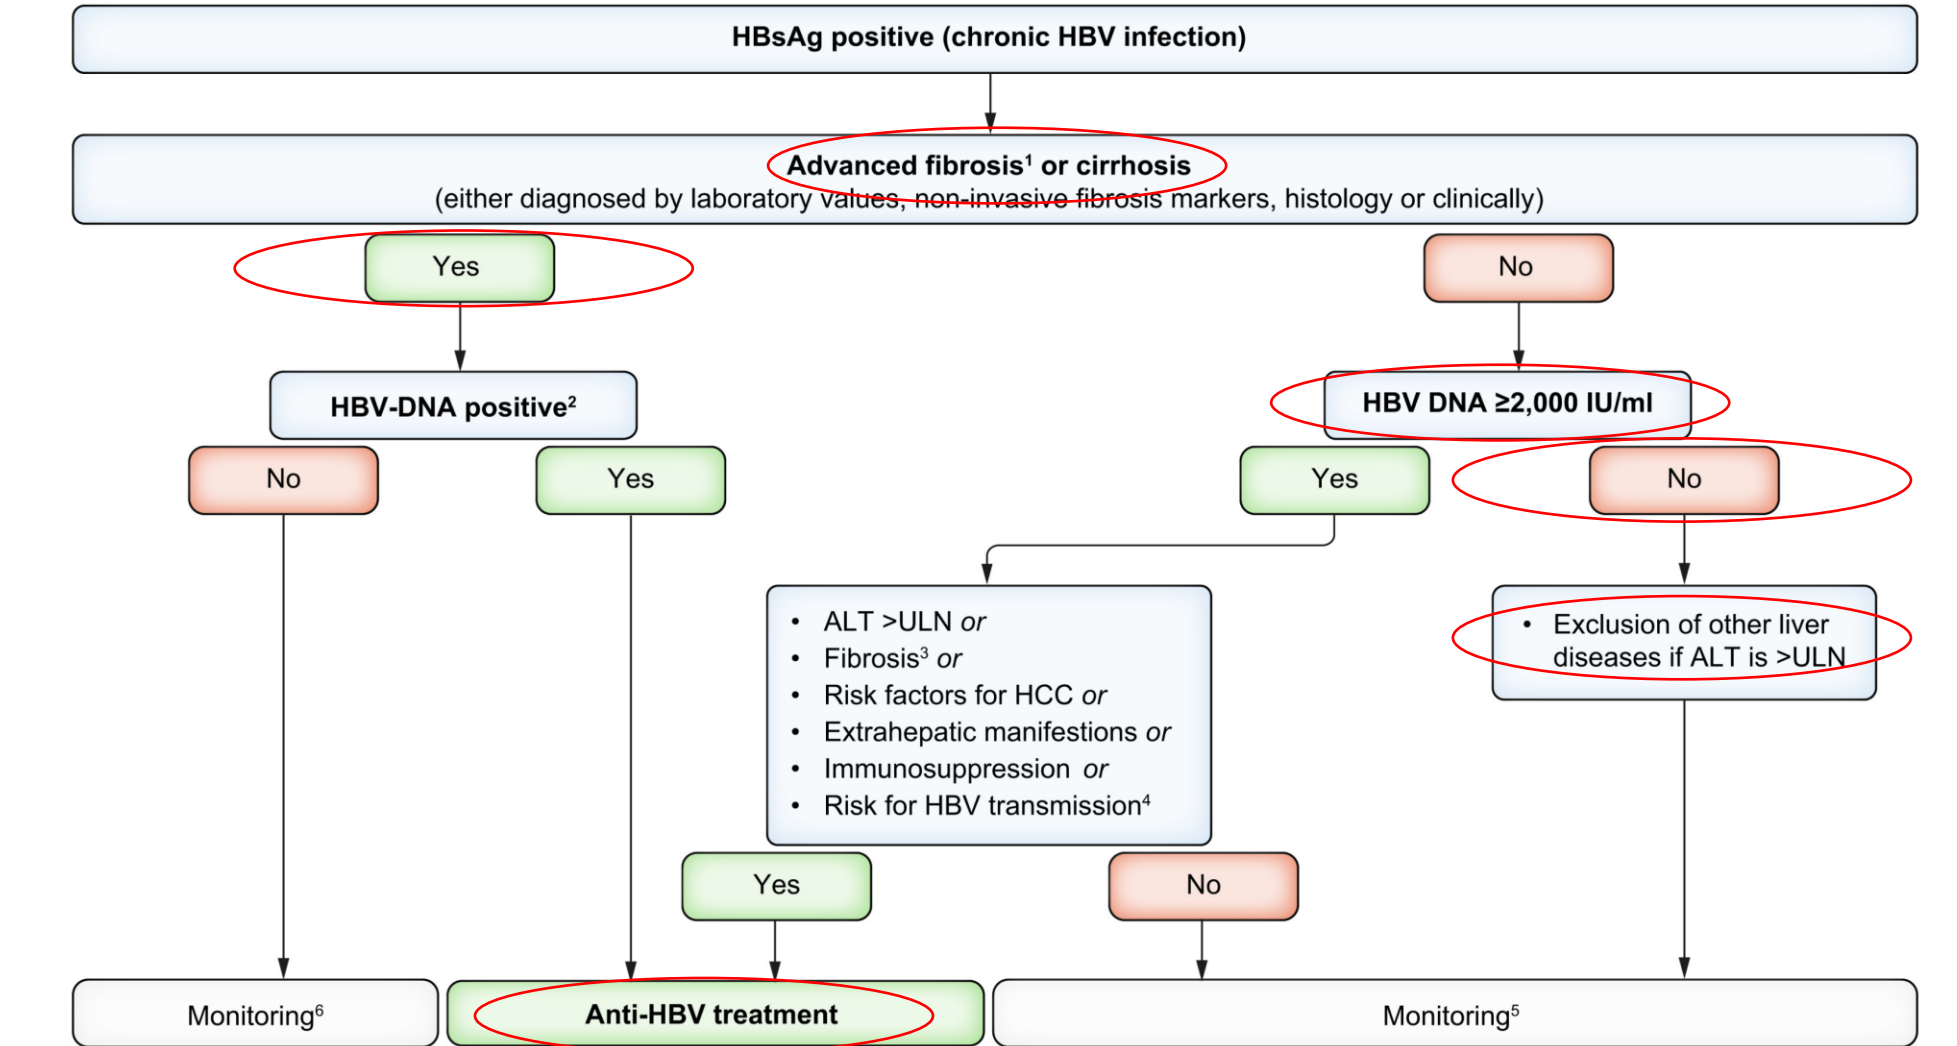 HBsAg positive (chronic HBV infection)
Advanced fibrosis¹ or cirrhosis
(either diagnosed by laboratory values, non-invasive fibrosis markers, histology or clinically)
Yes
No
HBV-DNA positive²
HBV DNA ≥2,000 IU/ml
No
Yes
Yes
No
• ALT >ULN or
• Fibrosis³ or
• Risk factors for HCC or
• Extrahepatic manifestions or
• Immunosuppression or
• Risk for HBV transmission⁴
• Exclusion of other liver
diseases if ALT is >ULN
Yes
No
Monitoring⁶
Anti-HBV treatment
Monitoring⁵